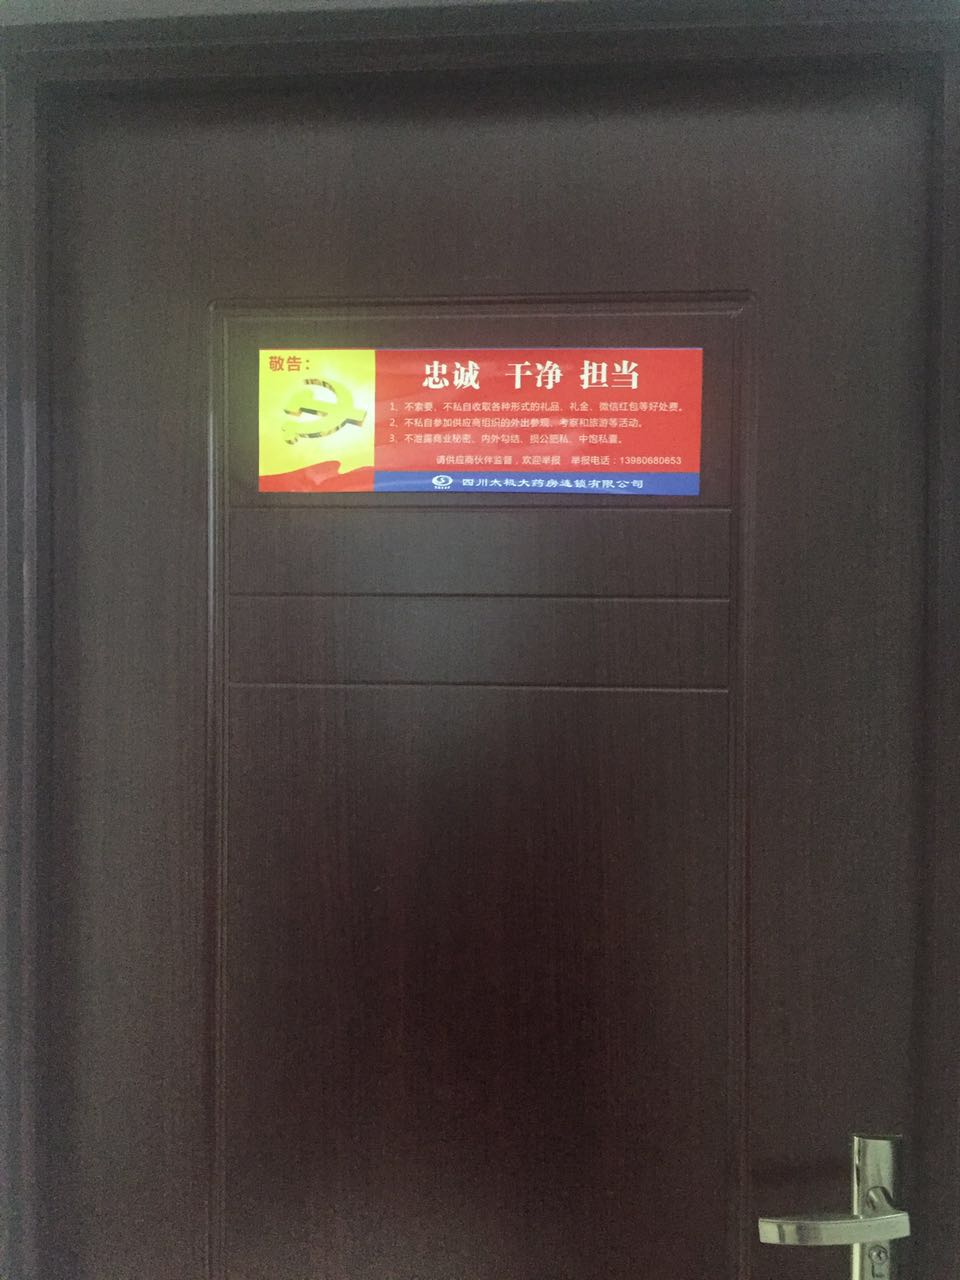 敬告：
忠诚 干净 担当
1、不索要、不私自收取各种形式的礼品、礼金、微信红包等好处费。
2、不私自参加供应商组织的外出参观、考察和旅游等活动。
3、不泄露商业秘密、内外勾结、损公肥私、中饱私囊。
请供应商伙伴监督，欢迎举报 举报电话：13980680653
四川太极大药房连锁有限公司